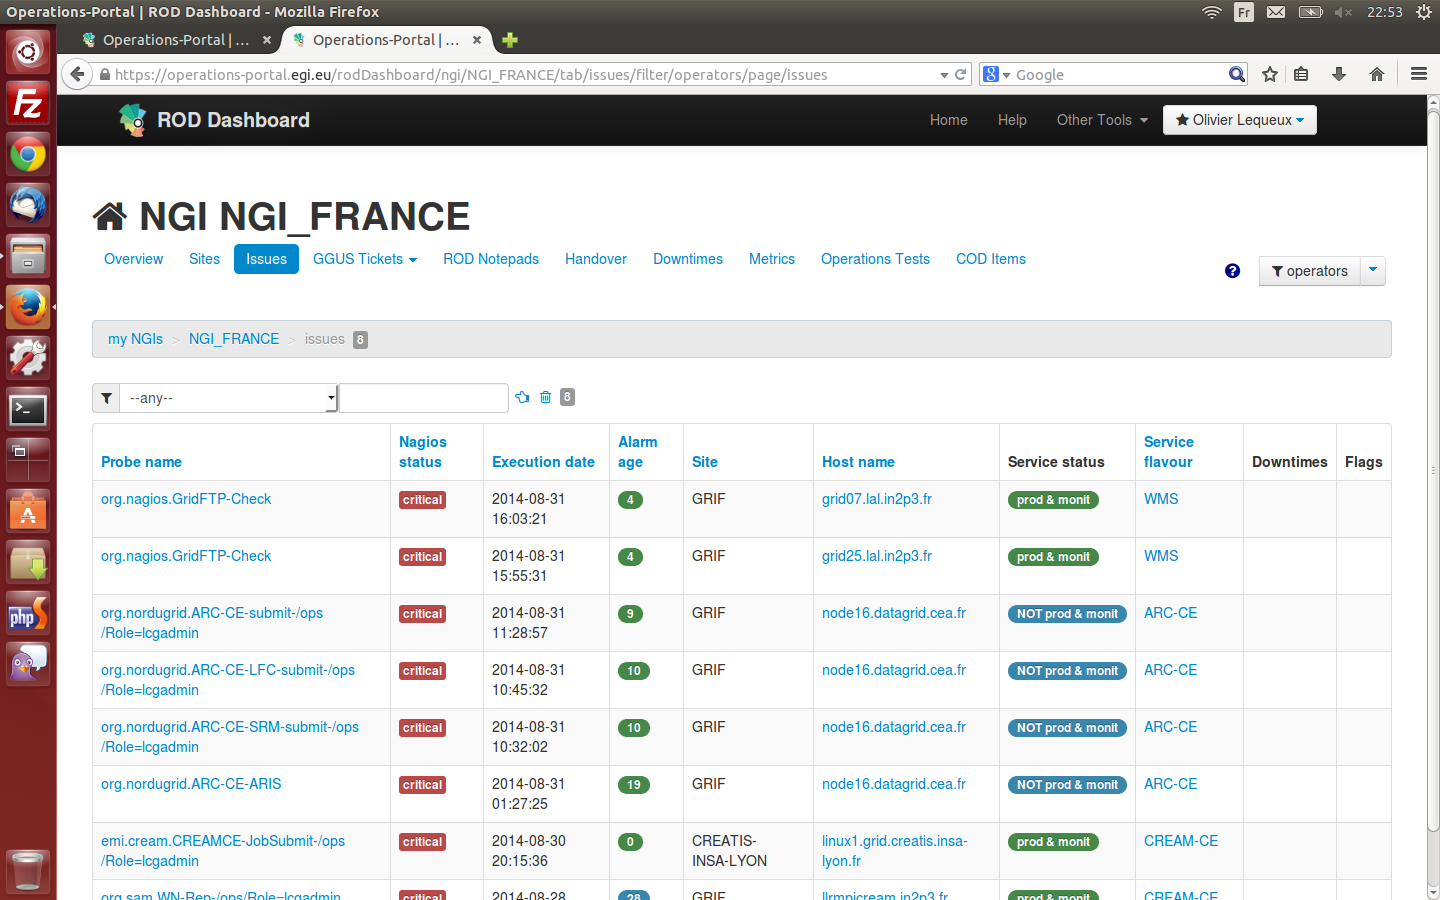 Operations-Portal | ROD Dashboard - Mozilla Firefox
Fr
22:53
Operations-Portal | ...
Operations-Portal | ...
https://operations-portal.egi.eu/rodDashboard/ngi/NGI_FRANCE/tab/issues/filter/operators/page/issues
Google
ROD Dashboard
Home
Help
Other Tools
Olivier Lequeux
NGI NGI_FRANCE
Overview
Sites
Issues
GGUS Tickets
ROD Notepads
Handover
Downtimes
Metrics
Operations Tests
COD Items
?
operators
my NGIs > NGI_FRANCE > issues 8
--any--
8
Probe name
Nagios
status
Execution date
Alarm
age
Site
Host name
Service status
Service
flavour
Downtimes
Flags
org.nagios.GridFTP-Check
critical
2014-08-31
16:03:21
4
GRIF
grid07.lal.in2p3.fr
prod & monit
WMS
org.nagios.GridFTP-Check
critical
2014-08-31
15:55:31
4
GRIF
grid25.lal.in2p3.fr
prod & monit
WMS
org.nordugrid.ARC-CE-submit-/ops
/Role=lcgadmin
critical
2014-08-31
11:28:57
9
GRIF
node16.datagrid.cea.fr
NOT prod & monit
ARC-CE
org.nordugrid.ARC-CE-LFC-submit-/ops
/Role=lcgadmin
critical
2014-08-31
10:45:32
10
GRIF
node16.datagrid.cea.fr
NOT prod & monit
ARC-CE
org.nordugrid.ARC-CE-SRM-submit-/ops
/Role=lcgadmin
critical
2014-08-31
10:32:02
10
GRIF
node16.datagrid.cea.fr
NOT prod & monit
ARC-CE
org.nordugrid.ARC-CE-ARIS
critical
2014-08-31
01:27:25
19
GRIF
node16.datagrid.cea.fr
NOT prod & monit
ARC-CE
emi.cream.CREAMCE-JobSubmit-/ops
/Role=lcgadmin
critical
2014-08-30
20:15:36
0
CREATIS-
INSA-LYON
linux1.grid.creatis.insa-
lyon.fr
prod & monit
CREAM-CE
org.sam.WN-Rep-/ops/Role=lcgadmin
critical
2014-08-28
28
GRIF
llrmpicream.in2p3.fr
prod & monit
CREAM-CE